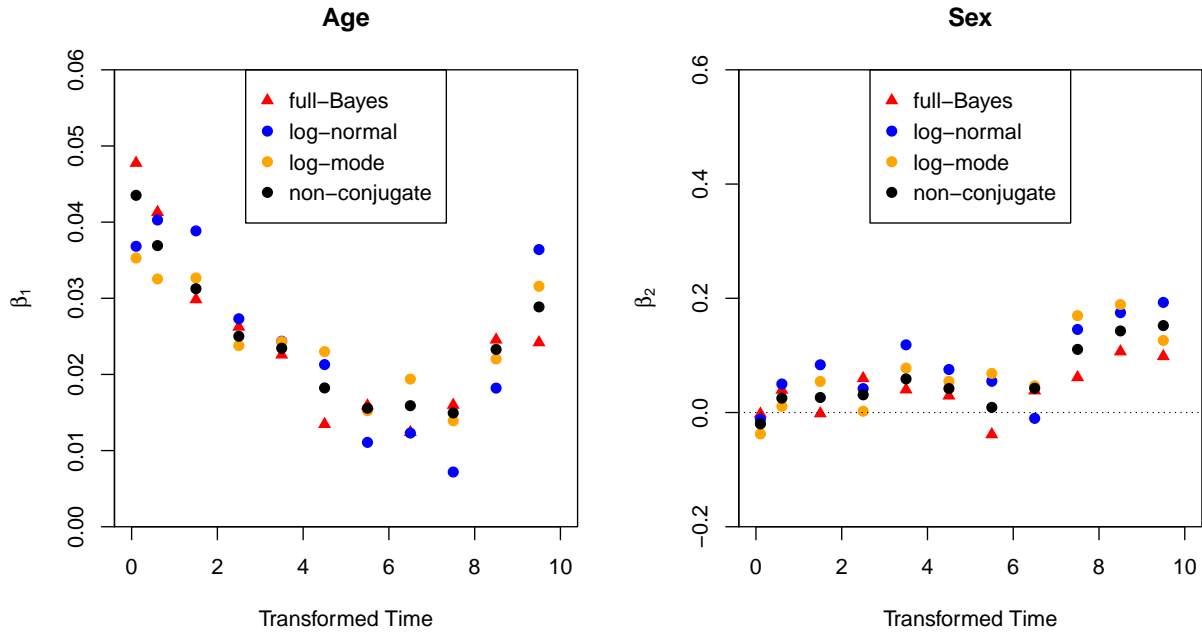 Age
β1
0.00 0.01 0.02 0.03 0.04 0.05 0.06
full−Bayes
log−normal
log−mode
non−conjugate
0 2 4 6 8 10
Transformed Time
Sex
β2
−0.2 0.0 0.2 0.4 0.6
full−Bayes
log−normal
log−mode
non−conjugate
0 2 4 6 8 10
Transformed Time